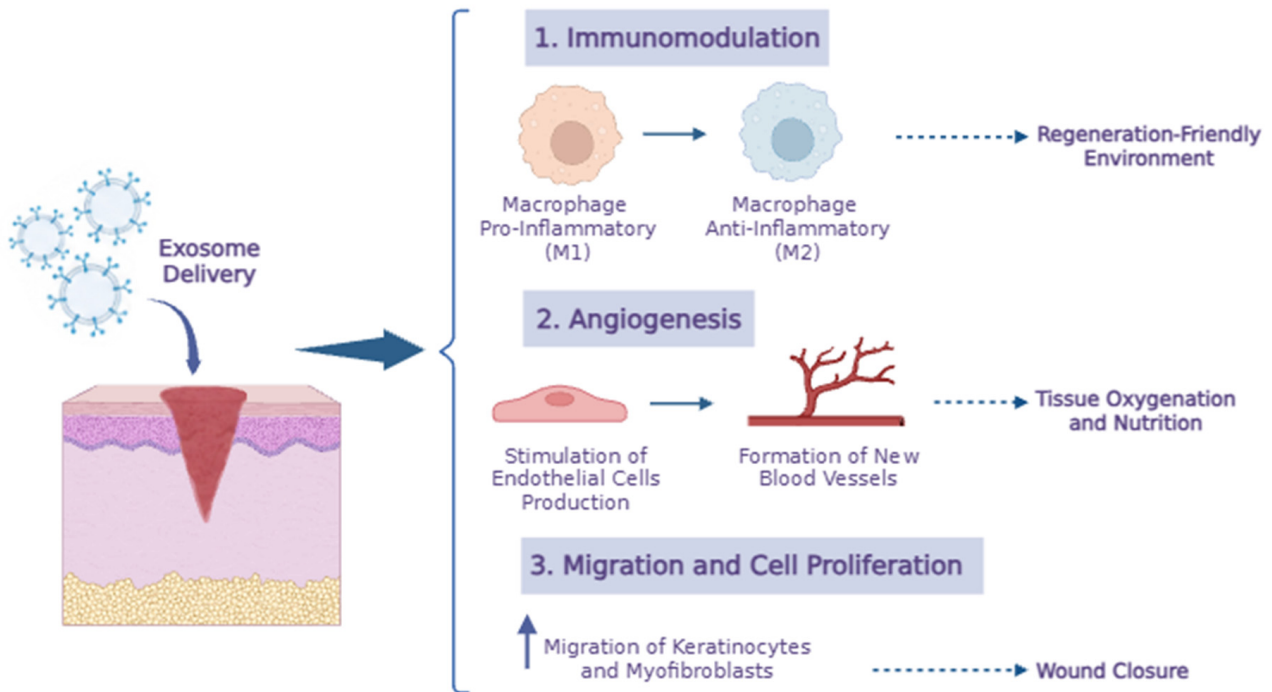 Exosome
Delivery
1. Immunomodulation
Macrophage
Pro-Inflammatory
(M1)
Macrophage
Anti-Inflammatory
(M2)
Regeneration-Friendly
Environment
2. Angiogenesis
Stimulation of
Endothelial Cells
Production
Formation of New
Blood Vessels
Tissue Oxygenation
and Nutrition
3. Migration and Cell Proliferation
Migration of Keratinocytes
and Myofibroblasts
Wound Closure